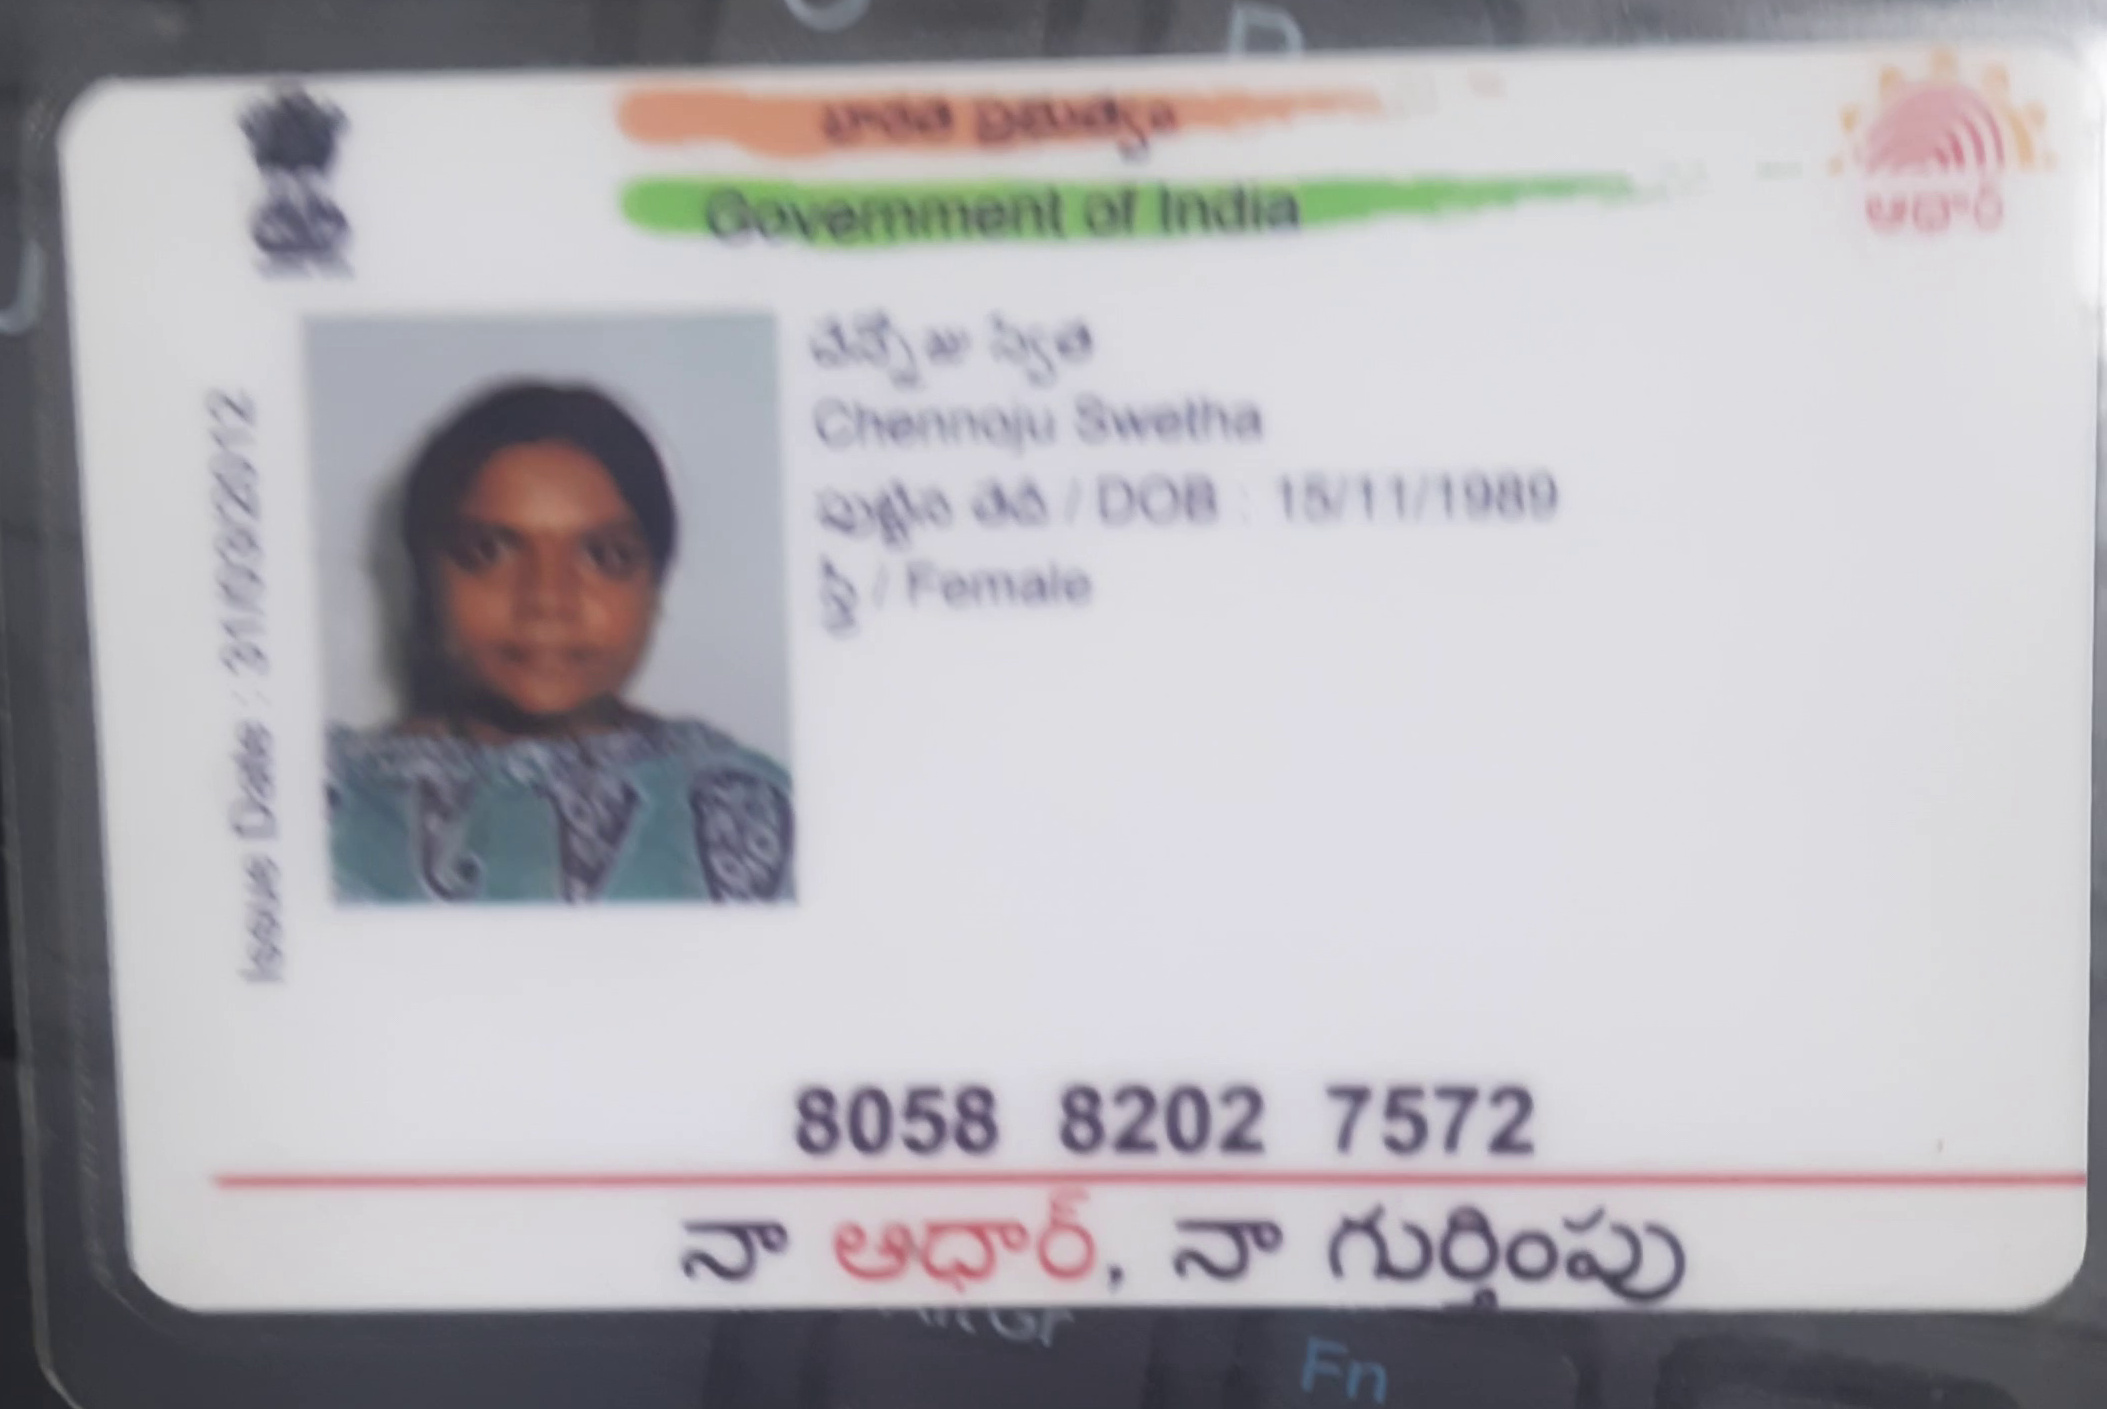 భారత ప్రభుత్వం
Government of India
ఆధార్
చెన్నోజు స్వేత
Chennoju Swetha
పుట్టిన తేదీ / DOB : 15/11/1989
స్త్రీ / Female
Issue Date : 31/03/2012
8058 8202 7572
నా ఆధార్, నా గుర్తింపు
Fn